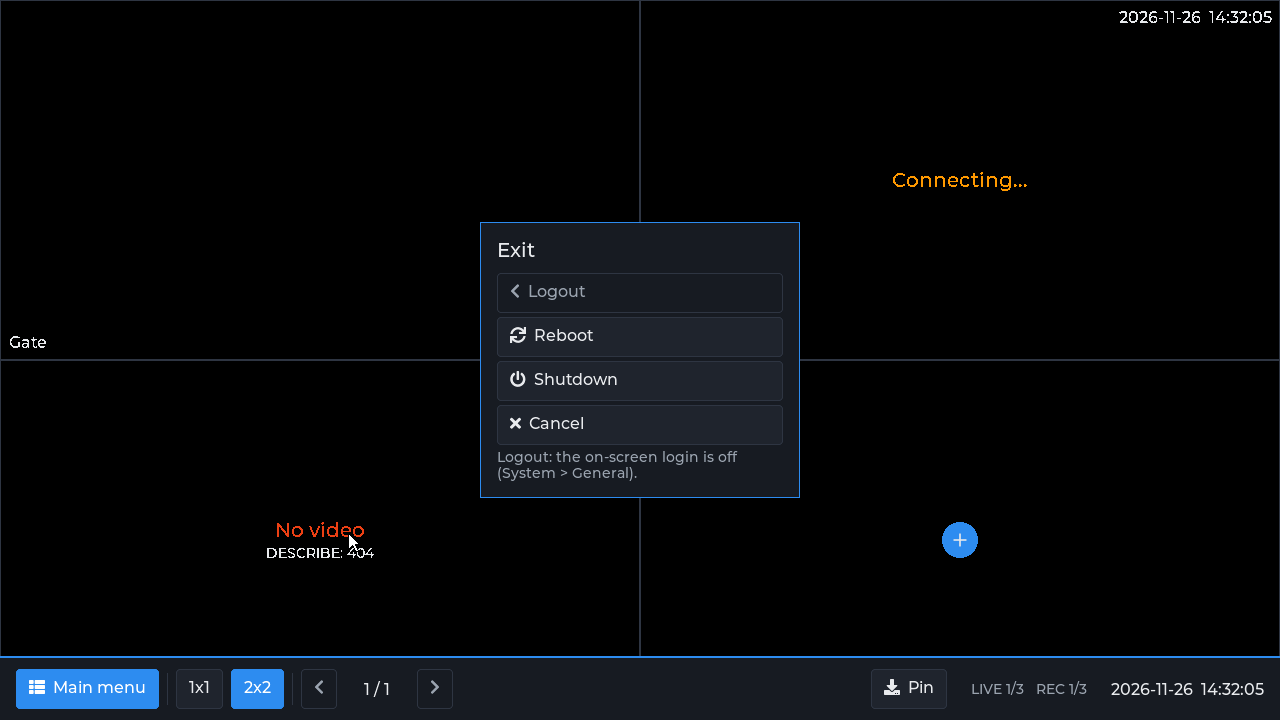 2026-11-26 14:32:05
Connecting...
Gate
Exit
Logout
Reboot
Shutdown
Cancel
Logout: the on-screen login is off
(System > General).
No video
DESCRIBE: 404
Main menu
1x1
2x2
1 / 1
Pin
LIVE 1/3
REC 1/3
2026-11-26 14:32:05